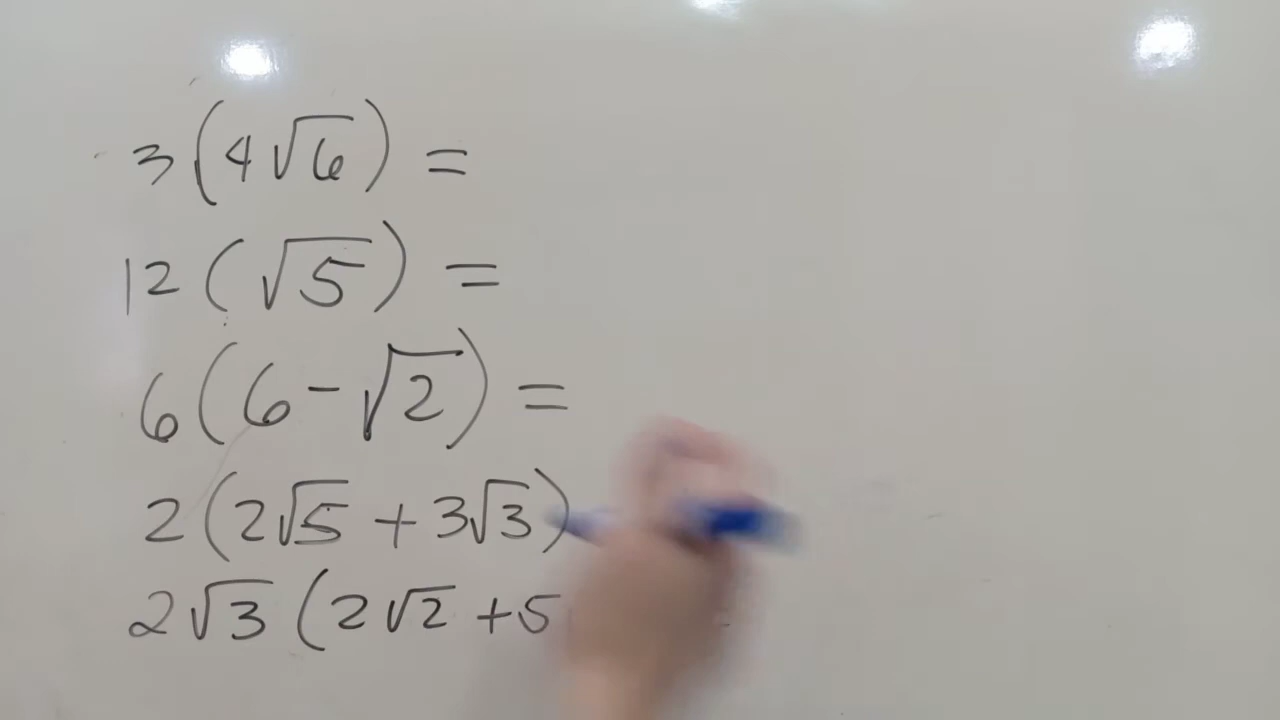 3(4√6) =
12(√5) =
6(6-√2) =
2(2√5 + 3√3)
2√3(2√2 + 5